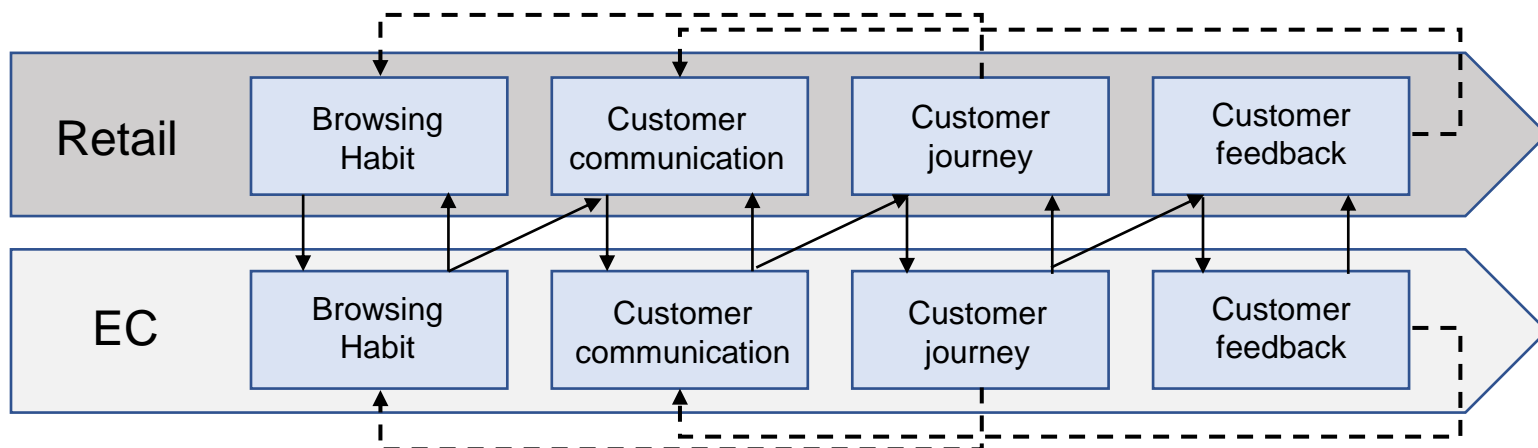 Retail
Browsing
Habit
Customer
communication
Customer
journey
Customer
feedback
EC
Browsing
Habit
Customer
communication
Customer
journey
Customer
feedback